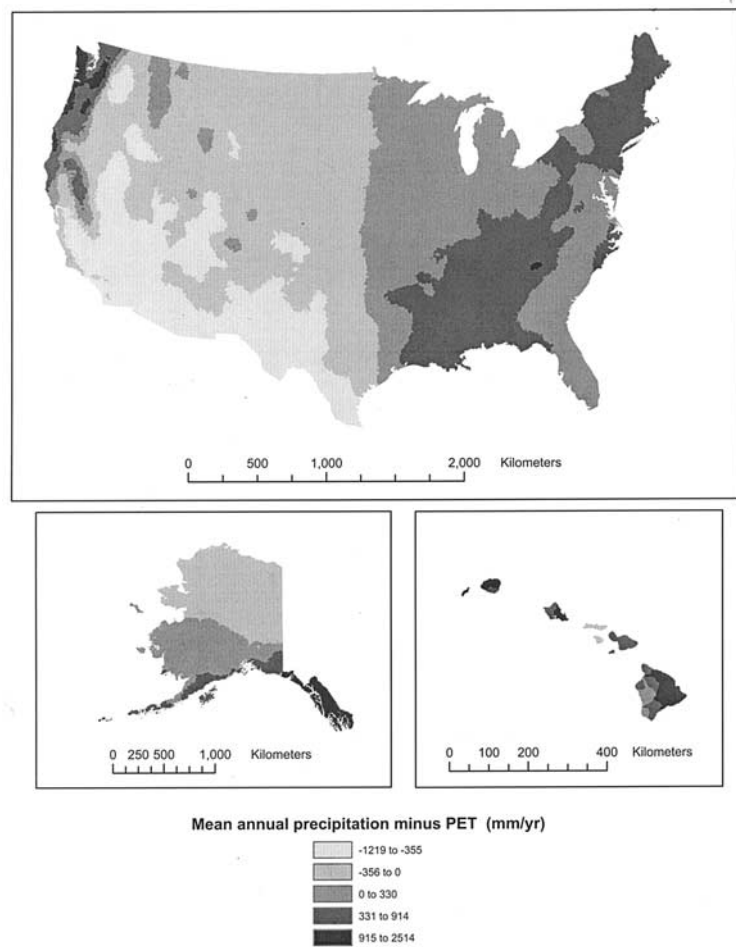 0 500 1,000 2,000 Kilometers
0 250 500 1,000 Kilometers
0 100 200 400 Kilometers
Mean annual precipitation minus PET (mm/yr)
-1219 to -355
-356 to 0
0 to 330
331 to 914
915 to 2514